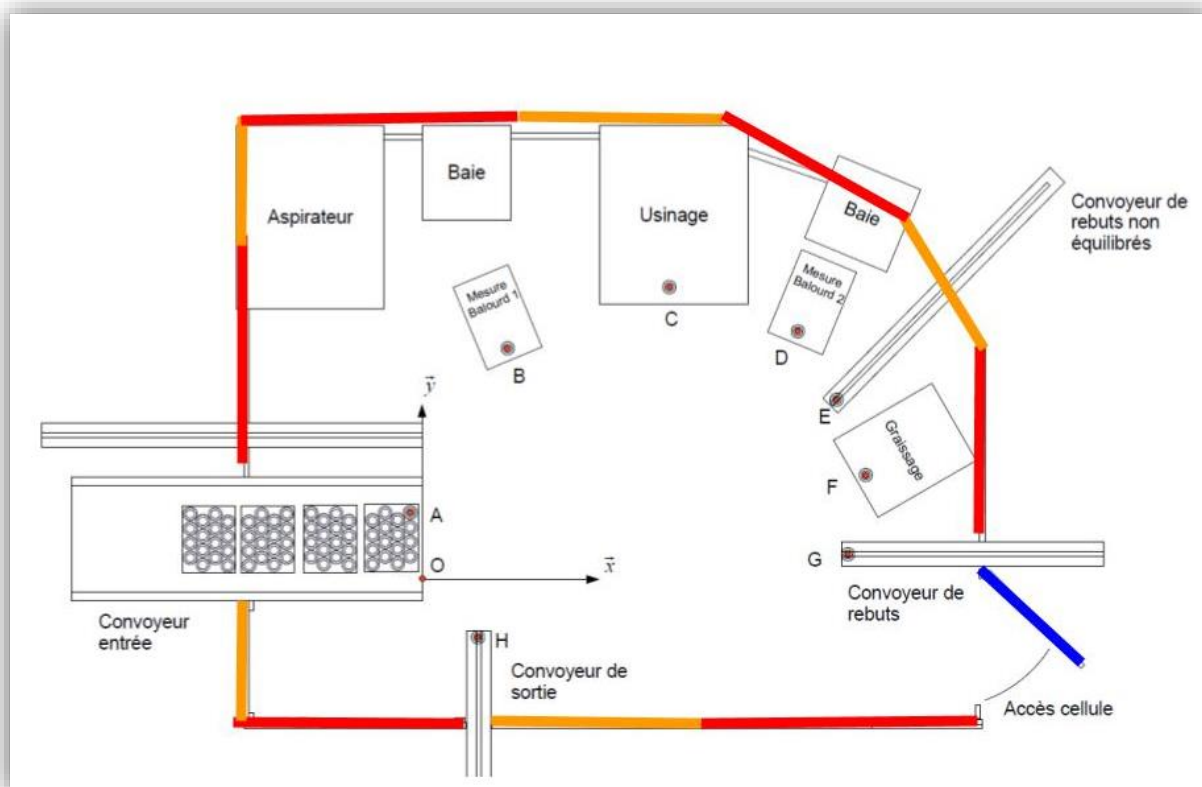 Aspirateur
Baie
Usinage
Baie
Convoyeur de
rebuts non
équilibrés
Mesure
Balourd 1
Mesure
Balourd 2
C
B
D
E
y
Graissage
F
A
O
x
G
Convoyeur
entrée
Convoyeur de
rebuts
H
Convoyeur de
sortie
Accès cellule